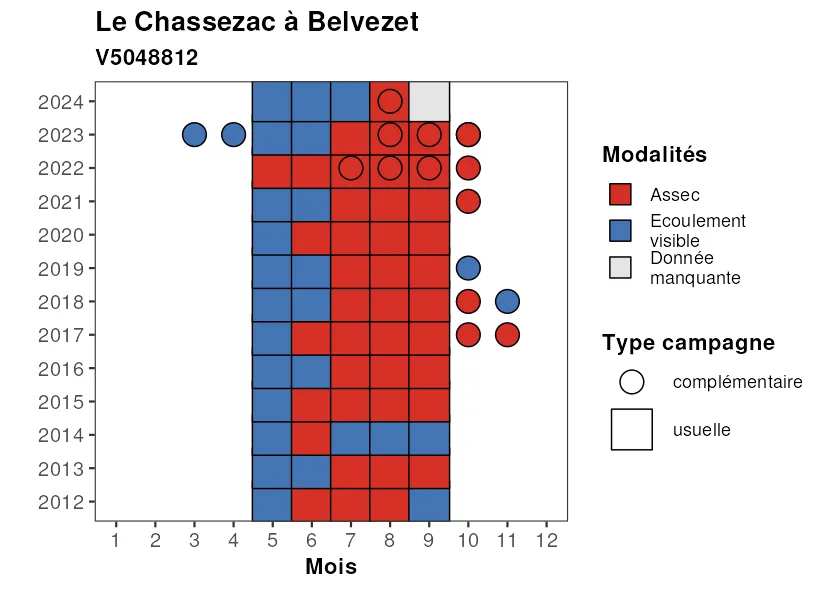 Le Chassezac à Belvezet
V5048812
2024
2023
2022
2021
2020
2019
2018
2017
2016
2015
2014
2013
2012
1 2 3 4 5 6 7 8 9 10 11 12
Mois
Modalités
Assec
Ecoulement
visible
Donnée
manquante
Type campagne
complémentaire
usuelle